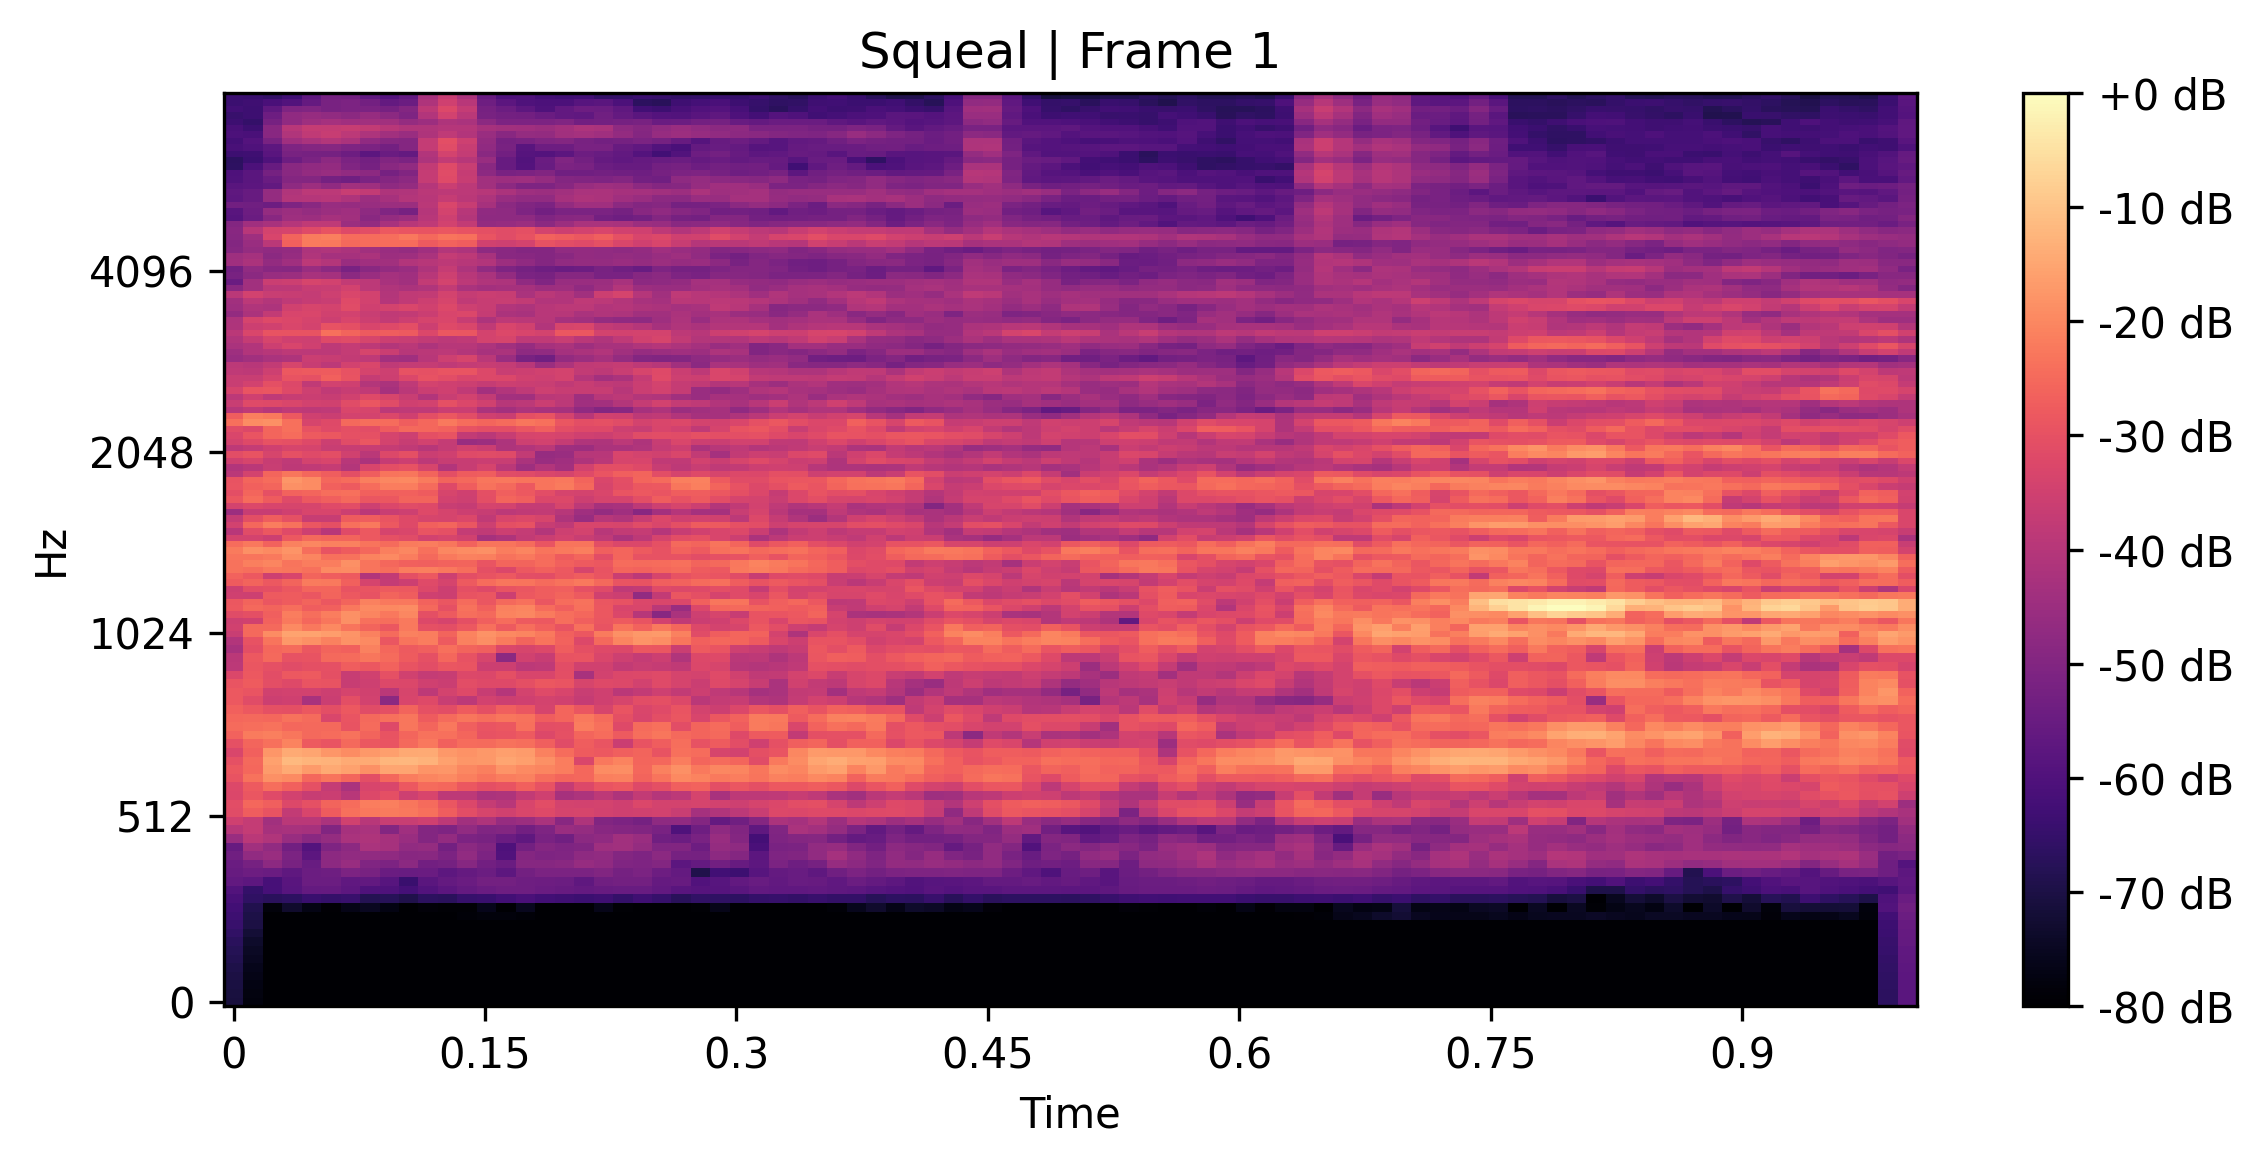 Squeal | Frame 1
Hz
4096
2048
1024
512
0
0 0.15 0.3 0.45 0.6 0.75 0.9
Time
+0 dB
-10 dB
-20 dB
-30 dB
-40 dB
-50 dB
-60 dB
-70 dB
-80 dB